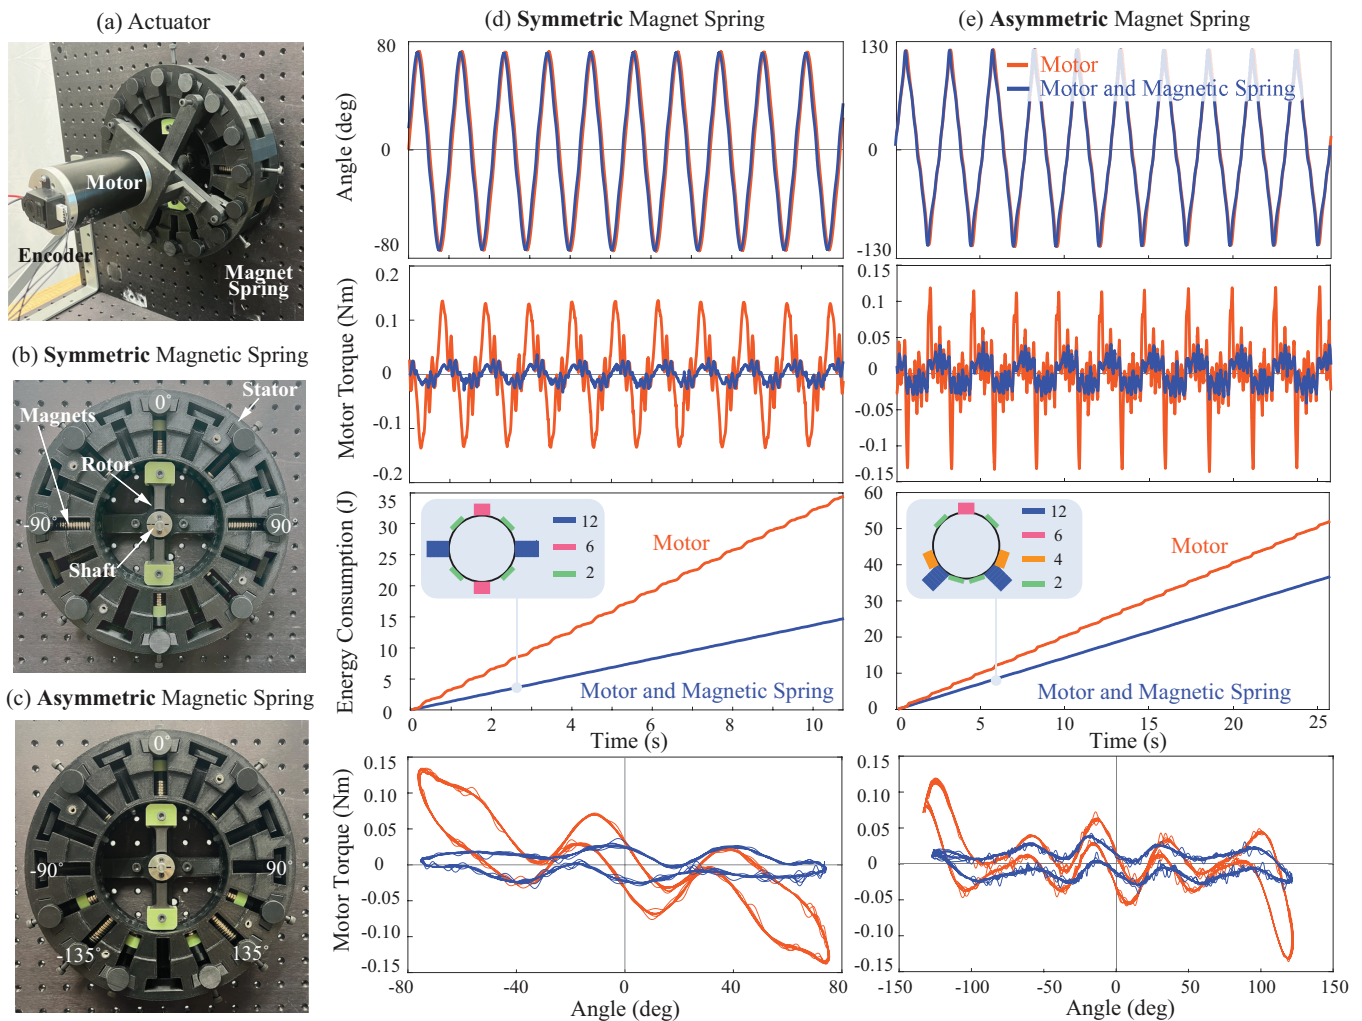 (a) Actuator
Motor
Encoder
Magnet
Spring
(b) Symmetric Magnetic Spring
0°
Stator
Magnets
Rotor
-90°
90°
Shaft
(c) Asymmetric Magnetic Spring
0°
-90°
90°
-135°
135°
(d) Symmetric Magnet Spring
80
0
-80
Angle (deg)
0.2
0.1
0
-0.1
-0.2
Motor Torque (Nm)
35
30
25
20
15
10
5
0
Energy Consumption (J)
12
6
2
Motor
Motor and Magnetic Spring
0 2 4 6 8 10
Time (s)
0.15
0.10
0.05
0
-0.05
-0.10
-0.15
Motor Torque (Nm)
-80 -40 0 40 80
Angle (deg)
(e) Asymmetric Magnet Spring
130
0
-130
Motor
Motor and Magnetic Spring
0.15
0.10
0.05
0
-0.05
-0.1
-0.15
60
50
40
30
20
10
0
12
6
4
2
Motor
Motor and Magnetic Spring
0 5 10 15 20 25
Time (s)
0.15
0.10
0.05
0
-0.05
-0.10
-0.15
-150 -100 -50 0 50 100 150
Angle (deg)